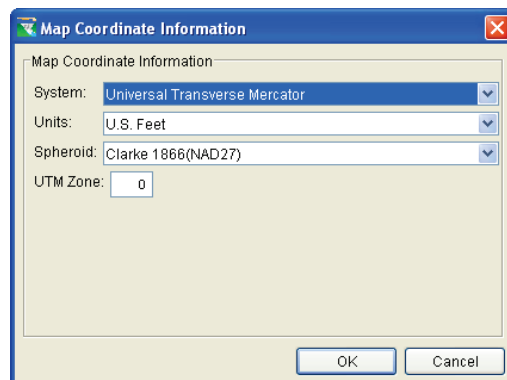 Map Coordinate Information
Map Coordinate Information
System: Universal Transverse Mercator
Units: U.S. Feet
Spheroid: Clarke 1866(NAD27)
UTM Zone: 0
OK Cancel